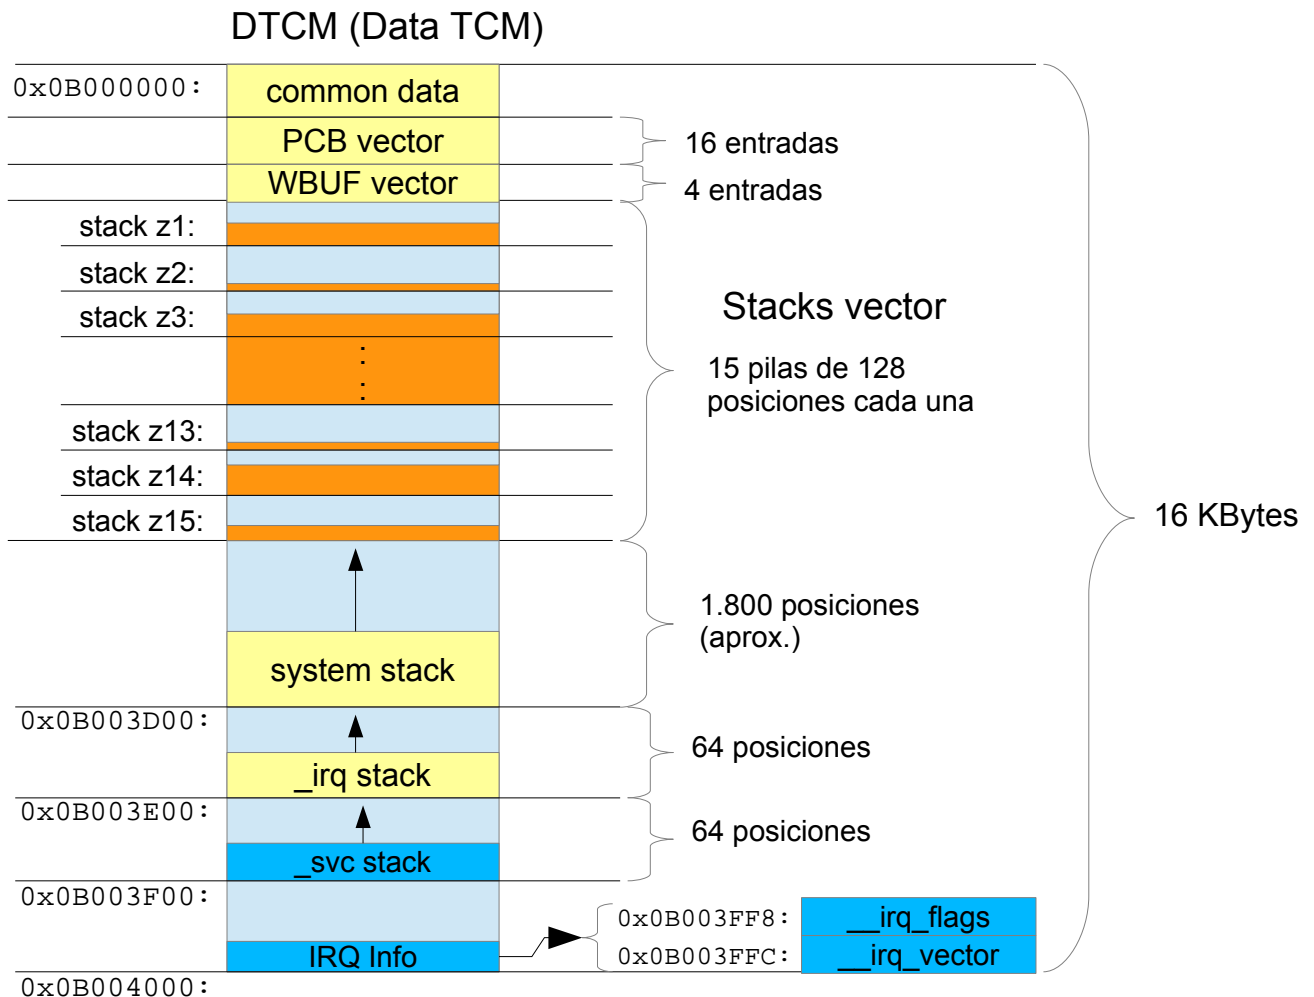 DTCM (Data TCM)
0x0B000000:
common data
PCB vector
16 entradas
WBUF vector
4 entradas
stack z1:
stack z2:
stack z3:
Stacks vector
15 pilas de 128
posiciones cada una
:
:
stack z13:
stack z14:
stack z15:
16 KBytes
1.800 posiciones
(aprox.)
system stack
0x0B003D00:
64 posiciones
_irq stack
0x0B003E00:
64 posiciones
_svc stack
0x0B003F00:
0x0B003FF8:
__irq_flags
IRQ Info
0x0B003FFC:
__irq_vector
0x0B004000: